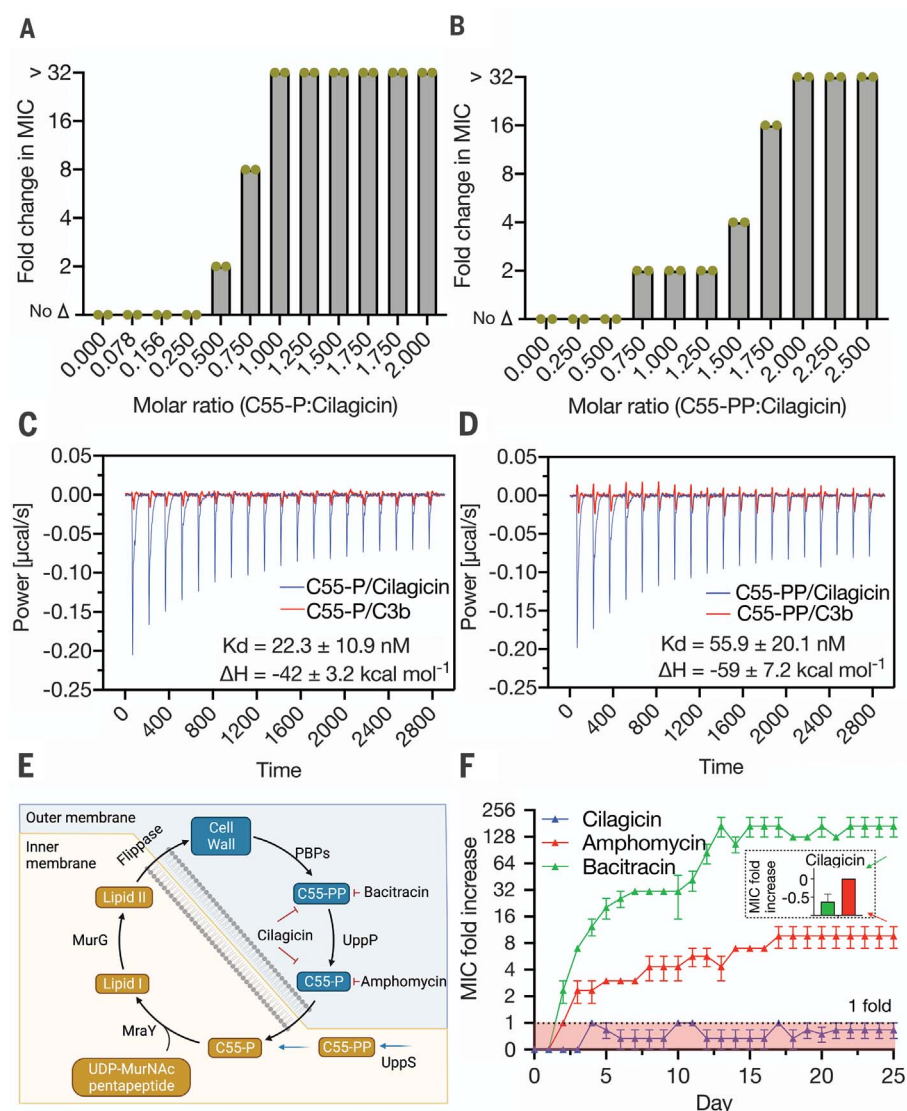 A
Fold change in MIC
> 32
16
8
4
2
No Δ
0.000
0.078
0.156
0.250
0.500
0.750
1.000
1.250
1.500
1.750
1.750
2.000
Molar ratio (C55-P:Cilagicin)
B
Fold change in MIC
> 32
16
8
4
2
No Δ
0.000
0.250
0.500
0.750
1.000
1.250
1.500
1.750
2.000
2.250
2.500
Molar ratio (C55-PP:Cilagicin)
C
Power [µcal/s]
0.05
0.00
-0.05
-0.10
-0.15
-0.20
-0.25
C55-P/Cilagicin
C55-P/C3b
Kd = 22.3 ± 10.9 nM
ΔH = -42 ± 3.2 kcal mol⁻¹
0
400
800
1200
1600
2000
2400
2800
Time
D
Power [µcal/s]
0.05
0.00
-0.05
-0.10
-0.15
-0.20
-0.25
C55-PP/Cilagicin
C55-PP/C3b
Kd = 55.9 ± 20.1 nM
ΔH = -59 ± 7.2 kcal mol⁻¹
0
400
800
1200
1600
2000
2400
2800
Time
E
Outer membrane
Inner
membrane
Flippase
Cell
Wall
PBPs
C55-PP
Bacitracin
Cilagicin
UppP
C55-P
Amphomycin
Lipid II
MurG
Lipid I
MraY
UDP-MurNAc
pentapeptide
C55-P
C55-PP
UppS
F
MIC fold increase
256
128
64
32
16
8
4
2
1
0
Cilagicin
Amphomycin
Bacitracin
Cilagicin
MIC fold
increase
0
-0.5
1 fold
0
5
10
15
20
25
Day